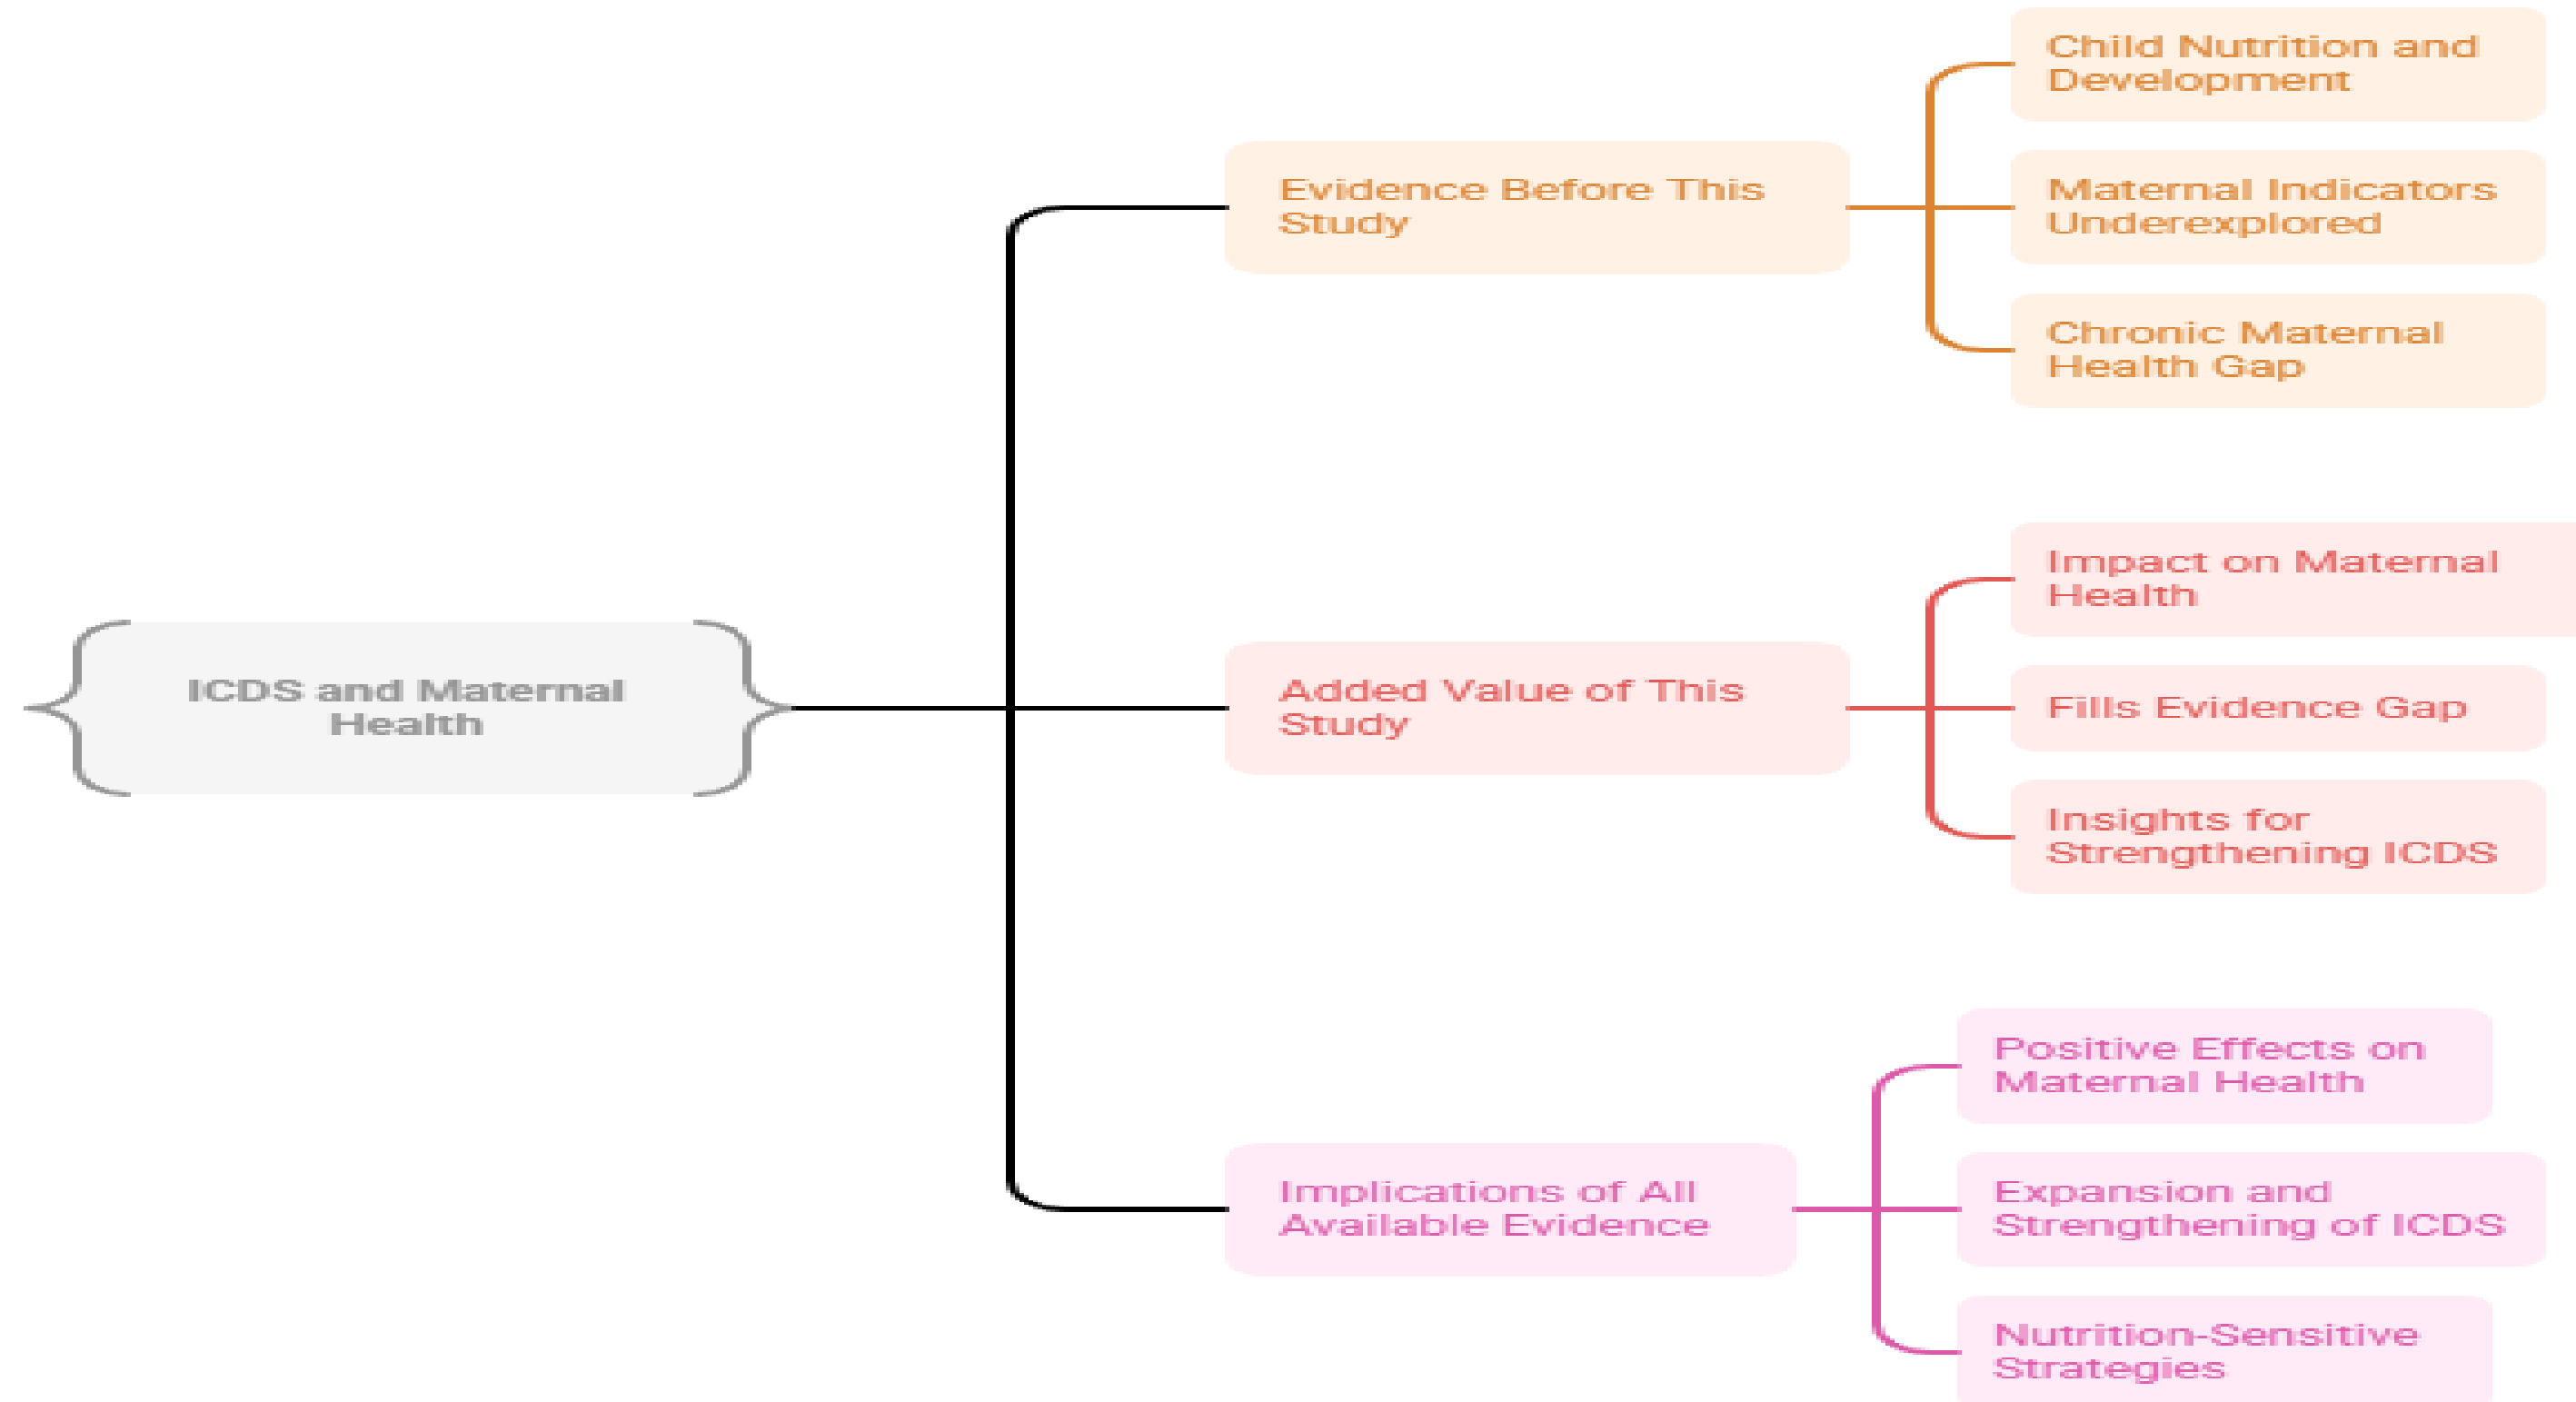 Child Nutrition and
Development
Evidence Before This
Study
Maternal Indicators
Underexplored
Chronic Maternal
Health Gap
Impact on Maternal
Health
ICDS and Maternal
Health
Added Value of This
Study
Fills Evidence Gap
Insights for
Strengthening ICDS
Positive Effects on
Maternal Health
Implications of All
Available Evidence
Expansion and
Strengthening of ICDS
Nutrition-Sensitive
Strategies